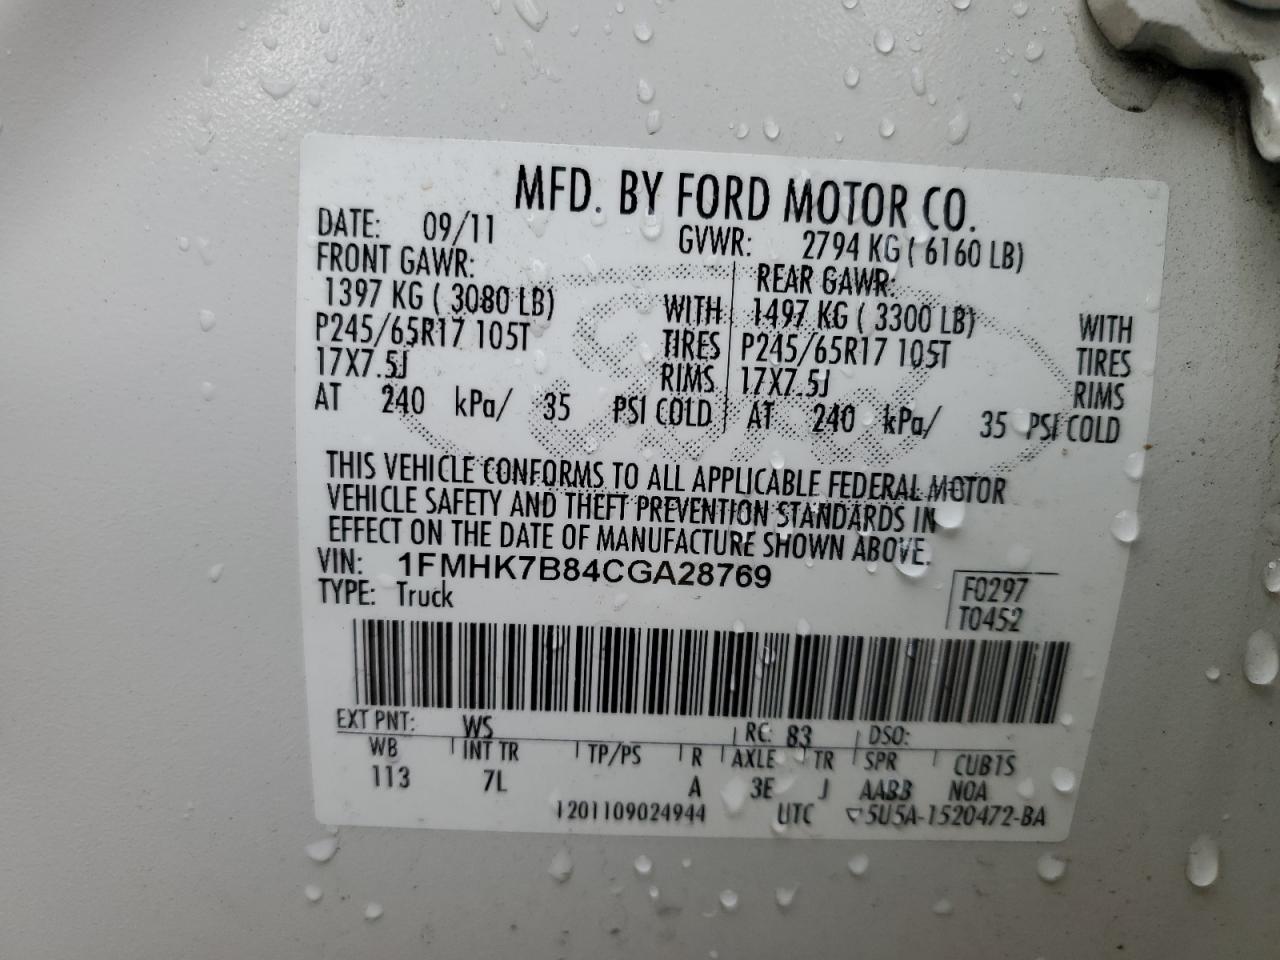 MFD. BY FORD MOTOR CO.
DATE: 09/11 GVWR: 2794 KG ( 6160 LB)
FRONT GAWR: REAR GAWR:
1397 KG ( 3080 LB) WITH 1497 KG ( 3300 LB) WITH
P245/65R17 105T TIRES P245/65R17 105T TIRES
17X7.5J RIMS 17X7.5J RIMS
AT 240 kPa/ 35 PSI COLD AT 240 kPa/ 35 PSI COLD
THIS VEHICLE CONFORMS TO ALL APPLICABLE FEDERAL MOTOR
VEHICLE SAFETY AND THEFT PREVENTION STANDARDS IN
EFFECT ON THE DATE OF MANUFACTURE SHOWN ABOVE.
VIN: 1FMHK7B84CGA28769
TYPE: Truck F0297
T0452
EXT PNT: WS RC: 83 DSO:
WB INT TR TP/PS R AXLE TR SPR CUBTS
113 7L A 3E J AABB NOA
1201109024944 UTC 5U5A-1520472-BA